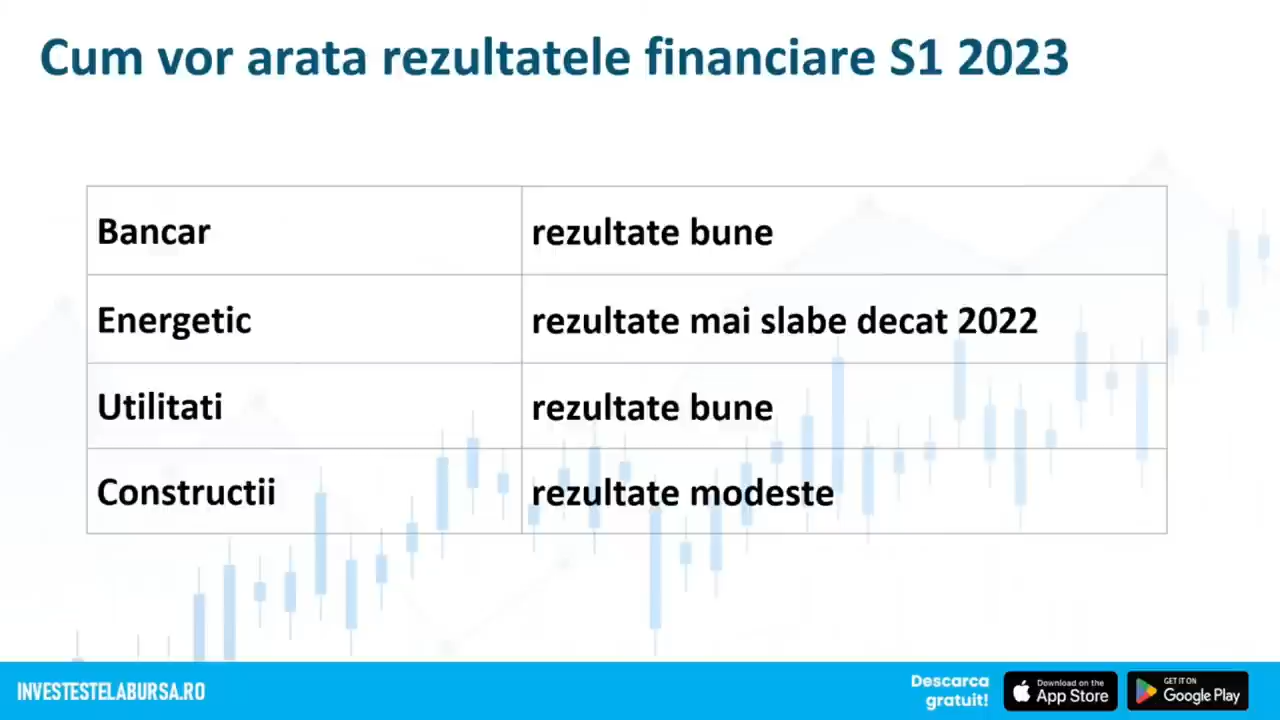 Cum vor arata rezultatele financiare S1 2023
Bancar
rezultate bune
Energetic
rezultate mai slabe decat 2022
Utilitati
rezultate bune
Constructii
rezultate modeste
INVESTESTELABURSA.RO
Descarca
gratuit!
Download on the
App Store
GET IT ON
Google Play